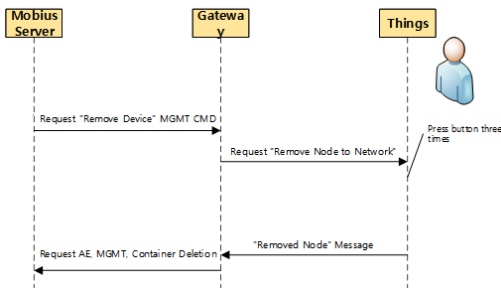 Mobius
Server
Gatewa
y
Things
Request "Remove Device" MGMT CMD
Press button three
times
Request "Remove Node to Network"
"Removed Node" Message
Request AE, MGMT, Container Deletion